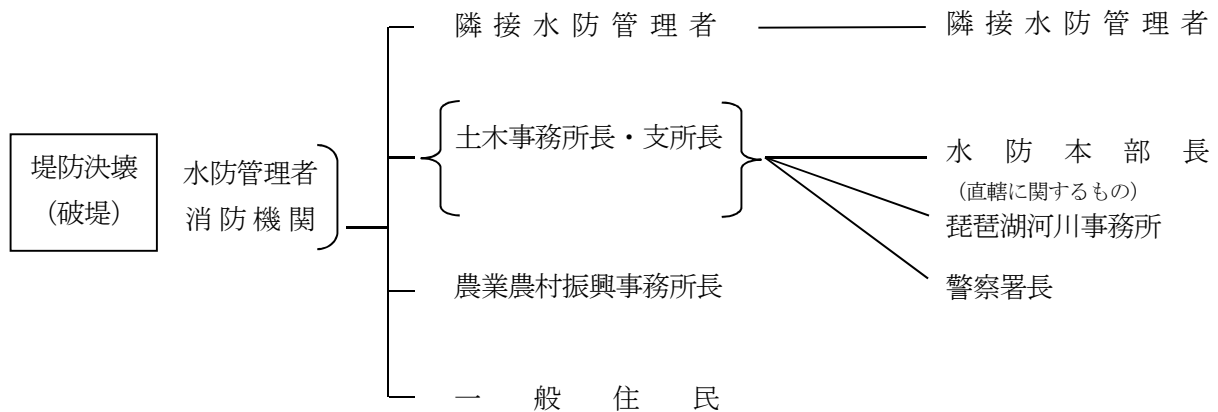 隣接水防管理者
隣接水防管理者
土木事務所長・支所長
堤防決壊
(破堤)
水防管理者
消防機関
水防本部長
(直轄に関するもの)
琵琶湖河川事務所
農業農村振興事務所長
警察署長
一般住民